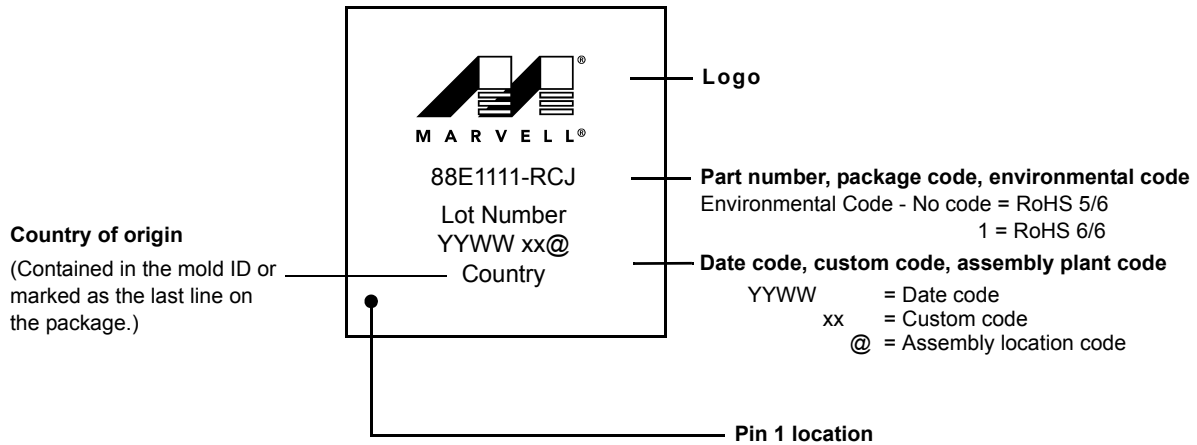 ®
MARVELL®
88E1111-RCJ
Lot Number
YYWW xx@
Country
Logo
Part number, package code, environmental code
Environmental Code - No code = RoHS 5/6
1 = RoHS 6/6
Date code, custom code, assembly plant code
YYWW = Date code
xx = Custom code
@ = Assembly location code
Country of origin
(Contained in the mold ID or
marked as the last line on
the package.)
Pin 1 location